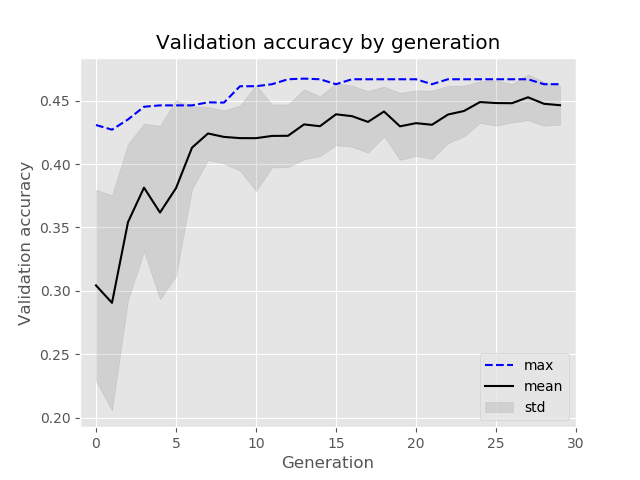 Validation accuracy by generation
Validation accuracy
0.45
0.40
0.35
0.30
0.25
0.20
0 5 10 15 20 25 30
Generation
max
mean
std